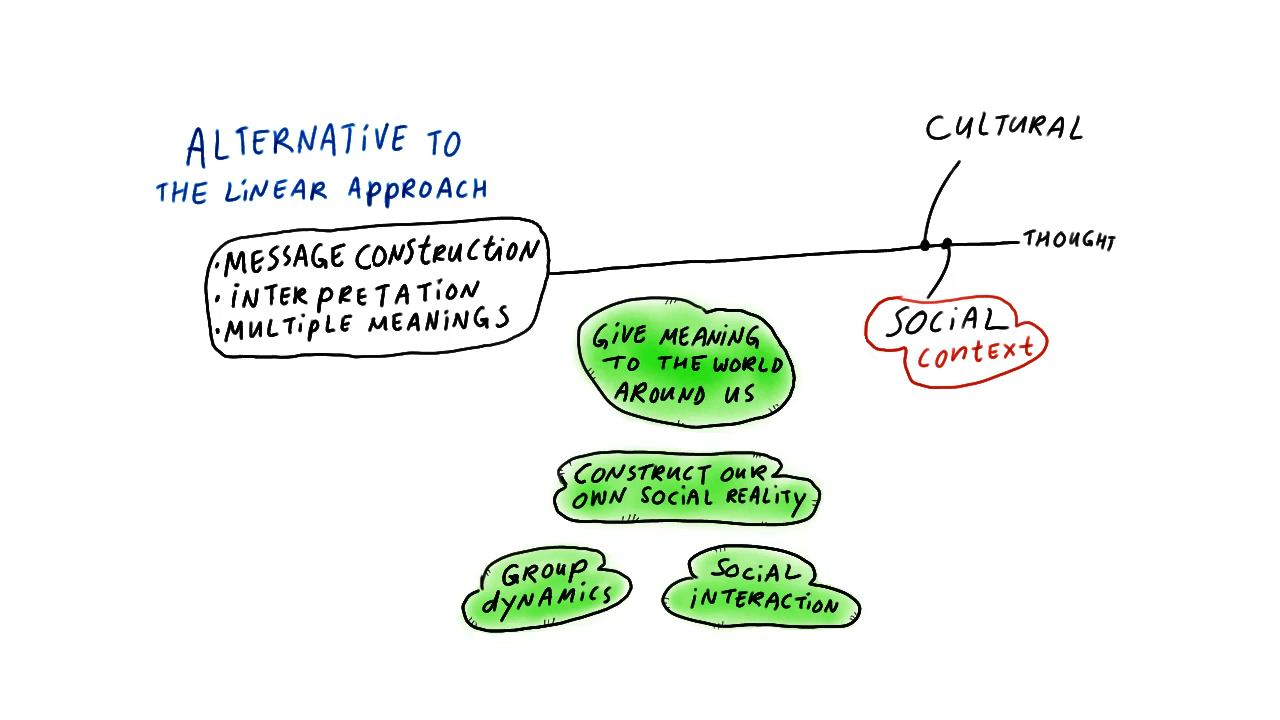 ALTERNATIVE TO
THE LINEAR APPROACH
• MESSAGE CONSTRUCTION
• INTERPRETATION
• MULTIPLE MEANINGS
CULTURAL
THOUGHT
SOCIAL
CONTEXT
GIVE MEANING
TO THE WORLD
AROUND US
CONSTRUCT OUR
OWN SOCIAL REALITY
GROUP
DYNAMICS
SOCIAL
INTERACTION